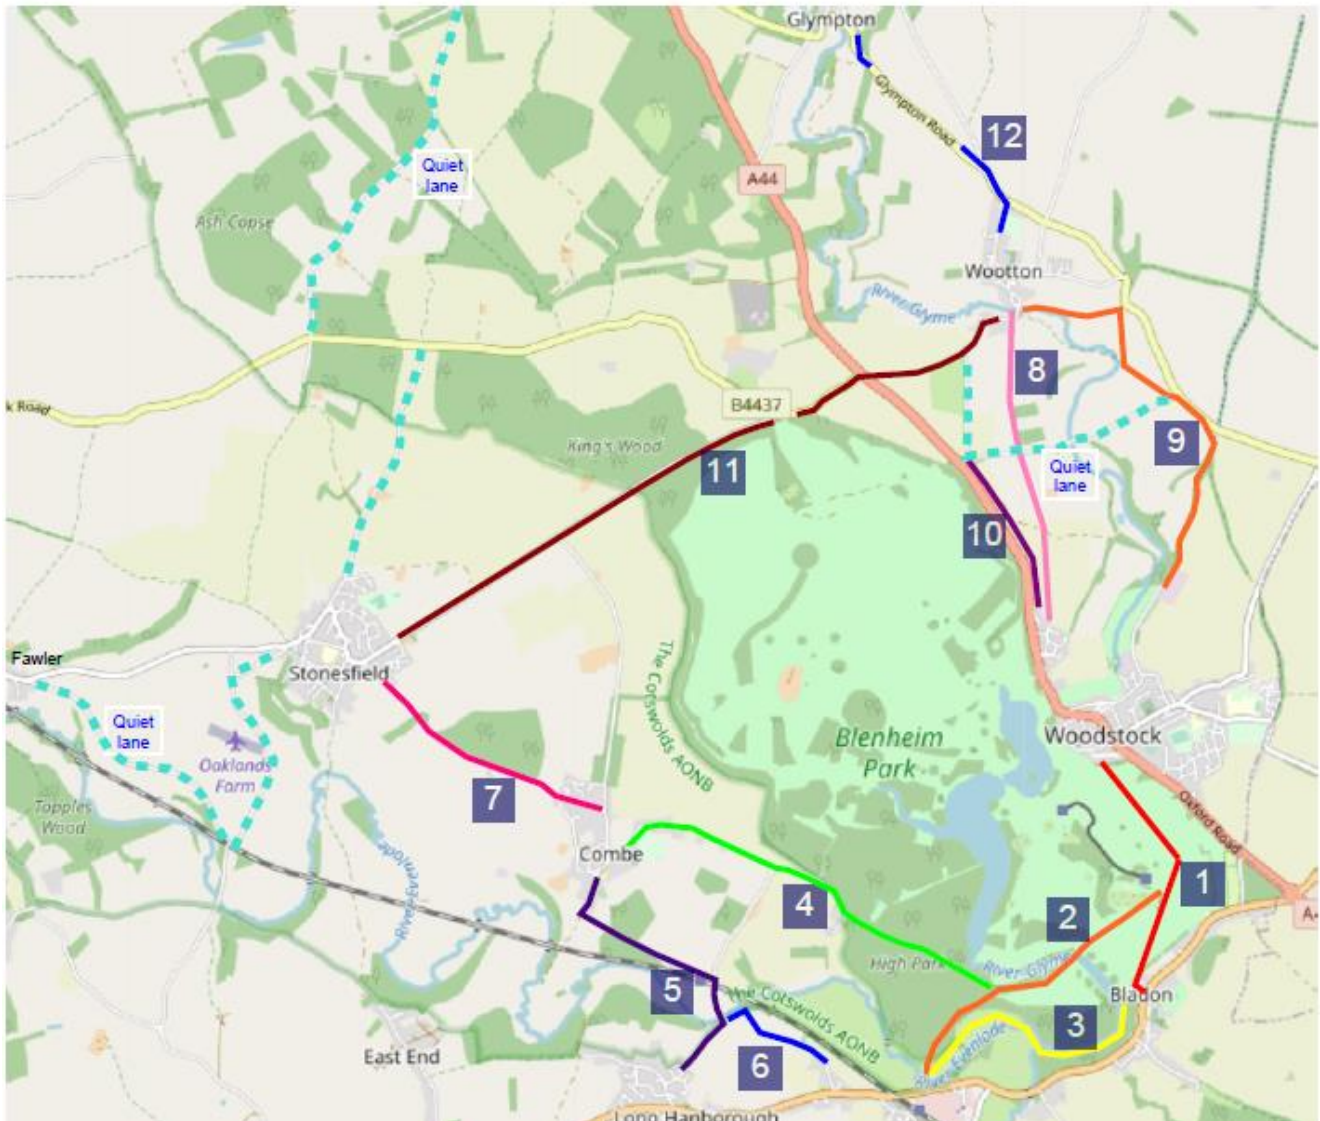 Glympton
Glympton Road
12
Quiet
lane
A44
Ash Copse
Wootton
River Glyme
8
k Road
B4437
9
King's Wood
11
Quiet
lane
10
The Cotswolds AONB
Fawler
Stonesfield
Quiet
lane
Oaklands
Farm
Blenheim
Park
Woodstock
7
Topples
Wood
Oxford Road
Combe
River Evenlode
1
4
2
A4
High Park
River Glyme
5
The Cotswolds AONB
Bladon
3
River Evenlode
East End
6
Long Hanborough